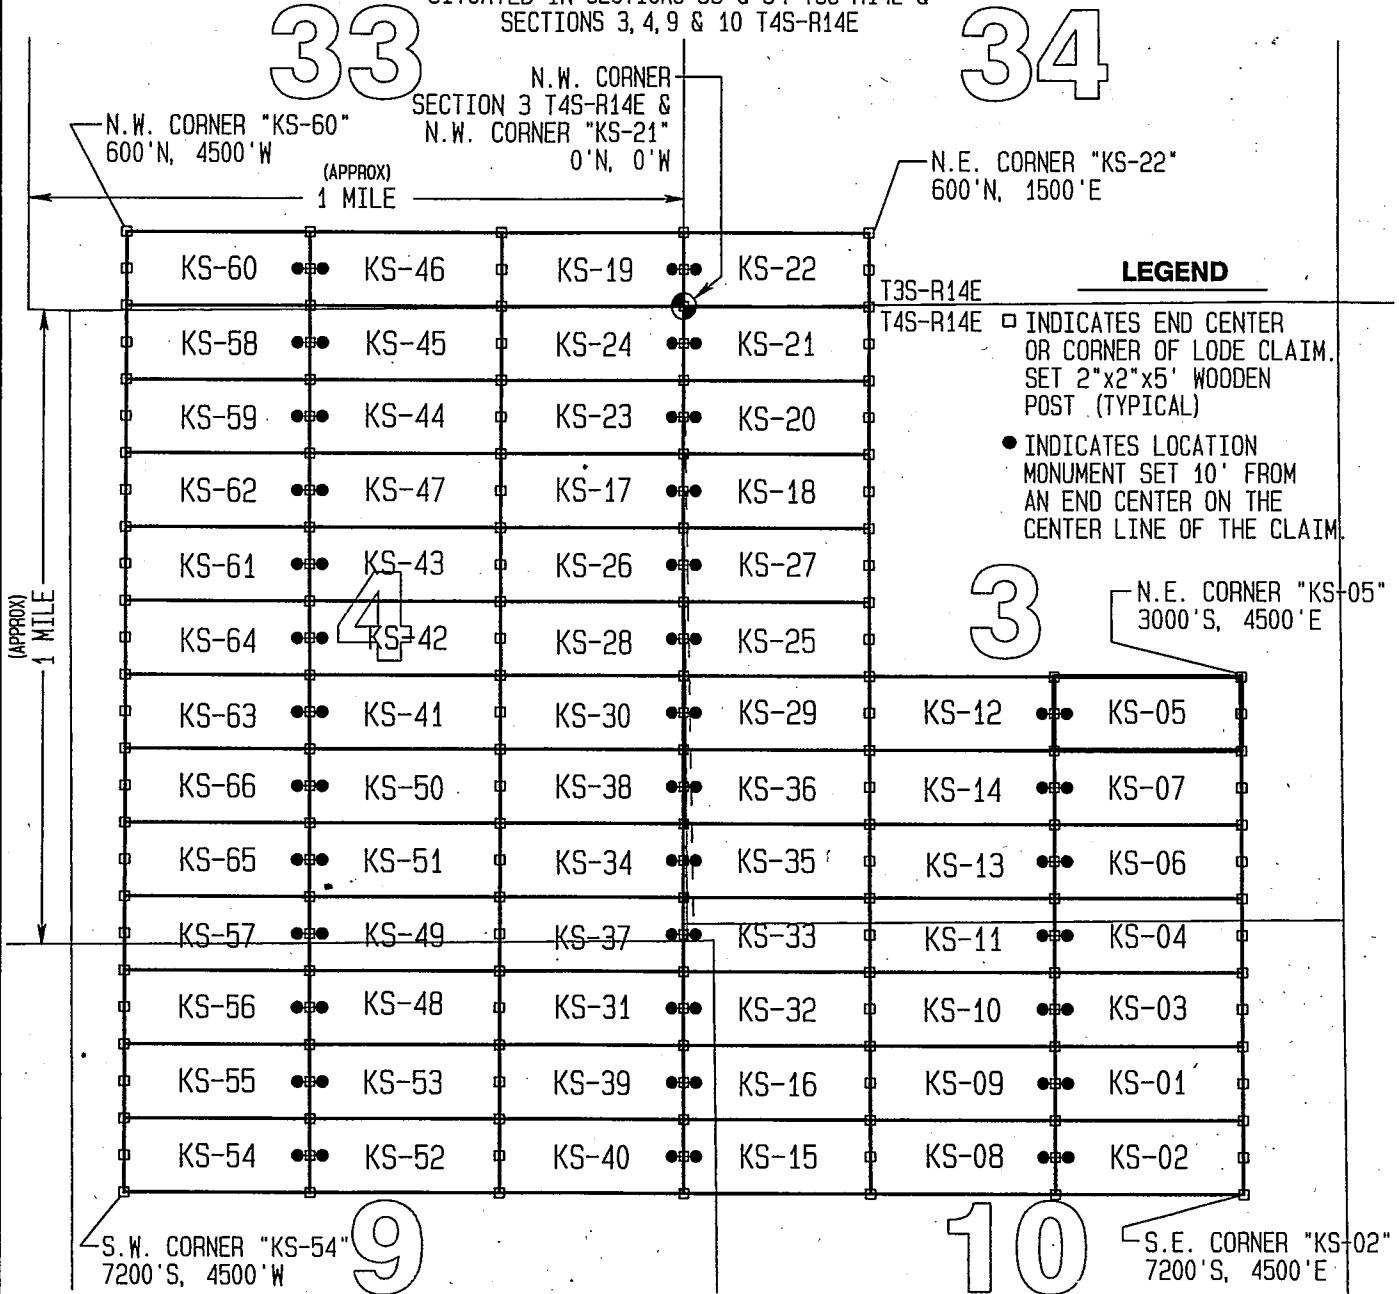 SITUATED IN SECTIONS 33 & 34 T3S-R14E &
SECTIONS 3, 4, 9 & 10 T4S-R14E
33
34
N.W. CORNER
SECTION 3 T4S-R14E &
N.W. CORNER "KS-21"
0'N, 0'W
N.W. CORNER "KS-60"
600'N, 4500'W
(APPROX)
1 MILE
N.E. CORNER "KS-22"
600'N, 1500'E
KS-60 KS-46 KS-19 KS-22
T3S-R14E
T4S-R14E
LEGEND
□ INDICATES END CENTER
OR CORNER OF LODE CLAIM.
SET 2"x2"x5' WOODEN
POST (TYPICAL)
● INDICATES LOCATION
MONUMENT SET 10' FROM
AN END CENTER ON THE
CENTER LINE OF THE CLAIM.
KS-58 KS-45 KS-24 KS-21
KS-59 KS-44 KS-23 KS-20
KS-62 KS-47 KS-17 KS-18
KS-61 KS-43 KS-26 KS-27
4
3
N.E. CORNER "KS-05"
3000'S, 4500'E
(APPROX)
1 MILE
KS-64 KS-42 KS-28 KS-25
KS-63 KS-41 KS-30 KS-29 KS-12 KS-05
KS-66 KS-50 KS-38 KS-36 KS-14 KS-07
KS-65 KS-51 KS-34 KS-35 KS-13 KS-06
KS-57 KS-49 KS-37 KS-33 KS-11 KS-04
KS-56 KS-48 KS-31 KS-32 KS-10 KS-03
KS-55 KS-53 KS-39 KS-16 KS-09 KS-01
KS-54 KS-52 KS-40 KS-15 KS-08 KS-02
S.W. CORNER "KS-54"
7200'S, 4500'W
9
10
S.E. CORNER "KS-02"
7200'S, 4500'E